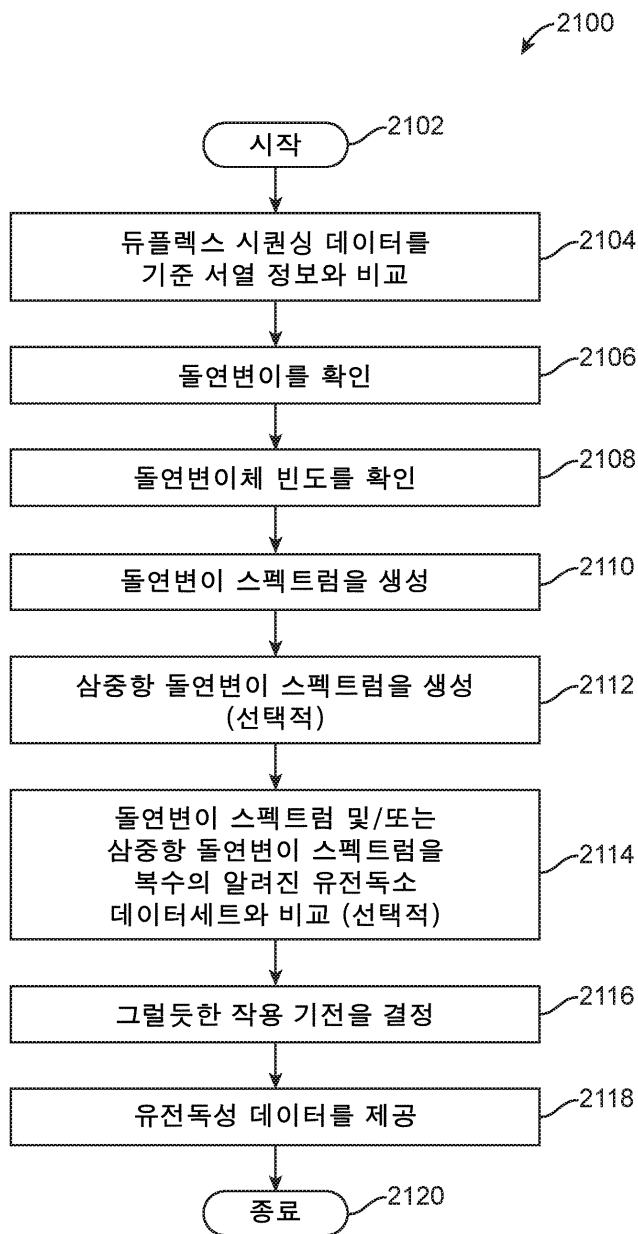 2100
시작
2102
듀플렉스 시퀀싱 데이터를
기준 서열 정보와 비교
2104
돌연변이를 확인
2106
돌연변이체 빈도를 확인
2108
돌연변이 스펙트럼을 생성
2110
삼중항 돌연변이 스펙트럼을 생성
(선택적)
2112
돌연변이 스펙트럼 및/또는
삼중항 돌연변이 스펙트럼을
복수의 알려진 유전독소
데이터세트와 비교 (선택적)
2114
그럴듯한 작용 기전을 결정
2116
유전독성 데이터를 제공
2118
종료
2120